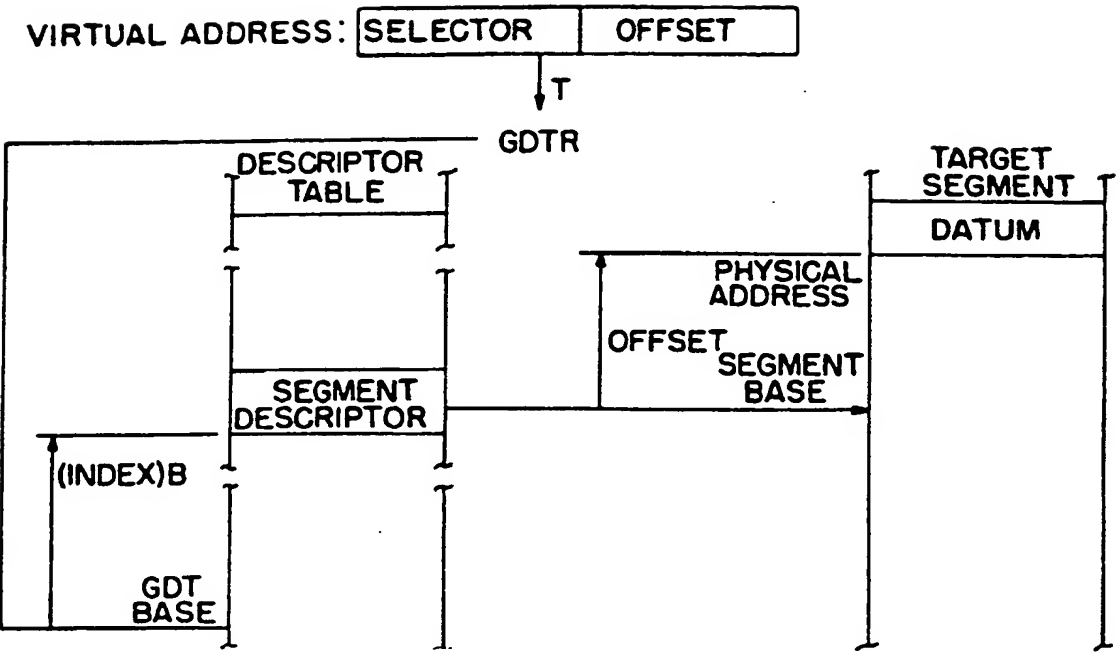 VIRTUAL ADDRESS: SELECTOR OFFSET
T
GDTR
DESCRIPTOR
TABLE
TARGET
SEGMENT
DATUM
PHYSICAL
ADDRESS
OFFSET
SEGMENT
BASE
SEGMENT
DESCRIPTOR
(INDEX)B
GDT
BASE